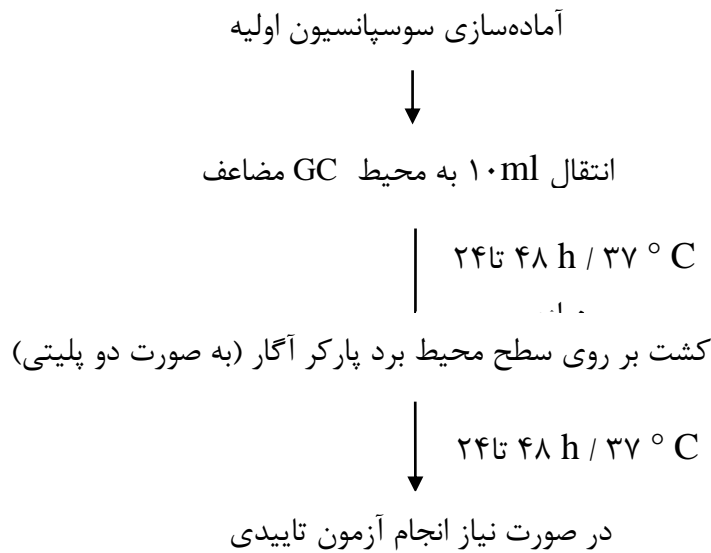 آماده‌سازی سوسپانسیون اولیه
انتقال ۱۰ml به محیط GC مضاعف
۲۴تا ۴۸ h / ۳۷ ° C
کشت بر روی سطح محیط برد پارکر آگار (به صورت دو پلیتی)
۲۴تا ۴۸ h / ۳۷ ° C
در صورت نیاز انجام آزمون تاییدی